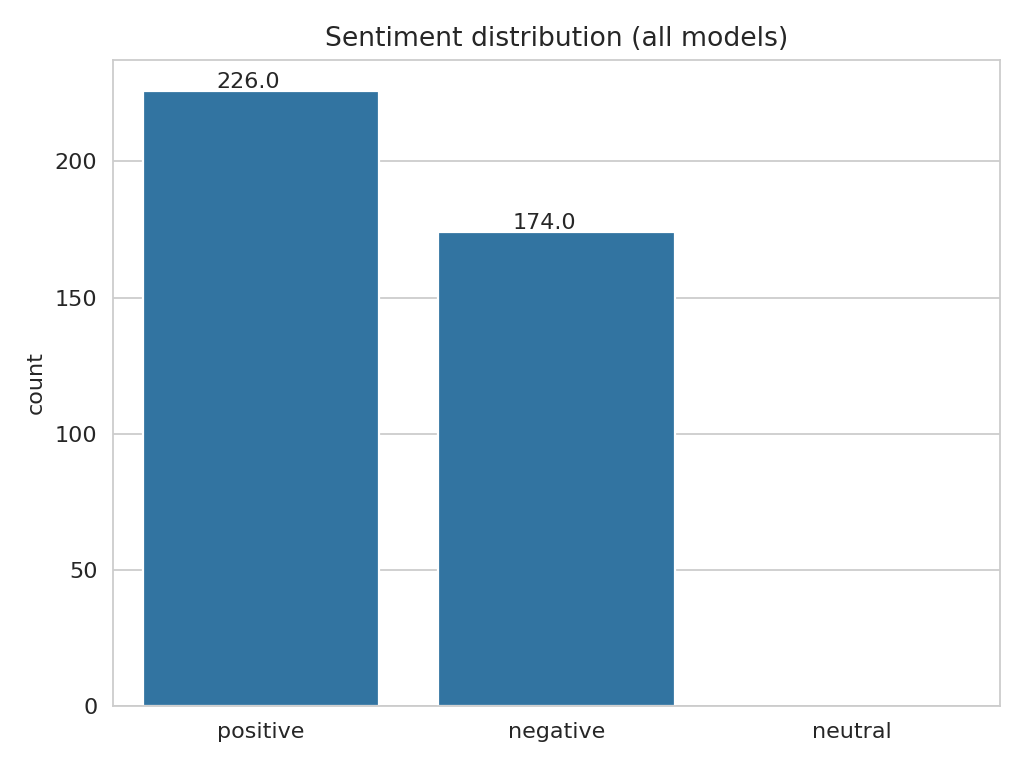 Sentiment distribution (all models)
226.0
174.0
200
150
100
50
0
count
positive
negative
neutral